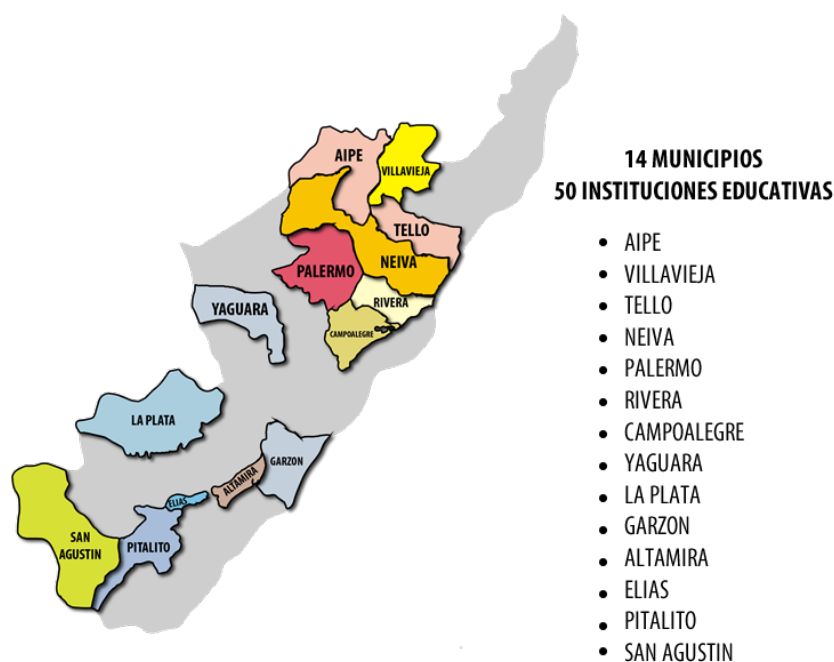 AIPE
VILLAVIEJA
TELLO
NEIVA
PALERMO
RIVERA
YAGUARA
CAMPOALEGRE
LA PLATA
GARZON
ALTAMIRA
ELIAS
SAN
AGUSTIN
PITALITO
14 MUNICIPIOS
50 INSTITUCIONES EDUCATIVAS
• AIPE
• VILLAVIEJA
• TELLO
• NEIVA
• PALERMO
• RIVERA
• CAMPOALEGRE
• YAGUARA
• LA PLATA
• GARZON
• ALTAMIRA
• ELIAS
• PITALITO
• SAN AGUSTIN